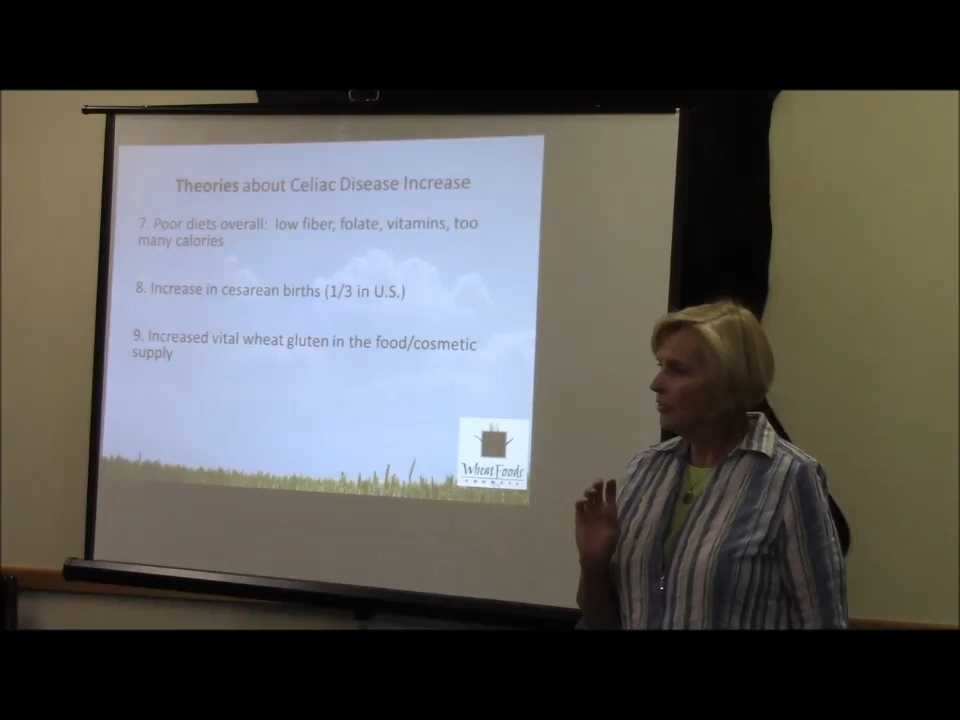 Theories about Celiac Disease Increase
7. Poor diets overall: low fiber, folate, vitamins, too
many calories
8. Increase in cesarean births (1/3 in U.S.)
9. Increased vital wheat gluten in the food/cosmetic
supply
Wheat Foods
COUNCIL